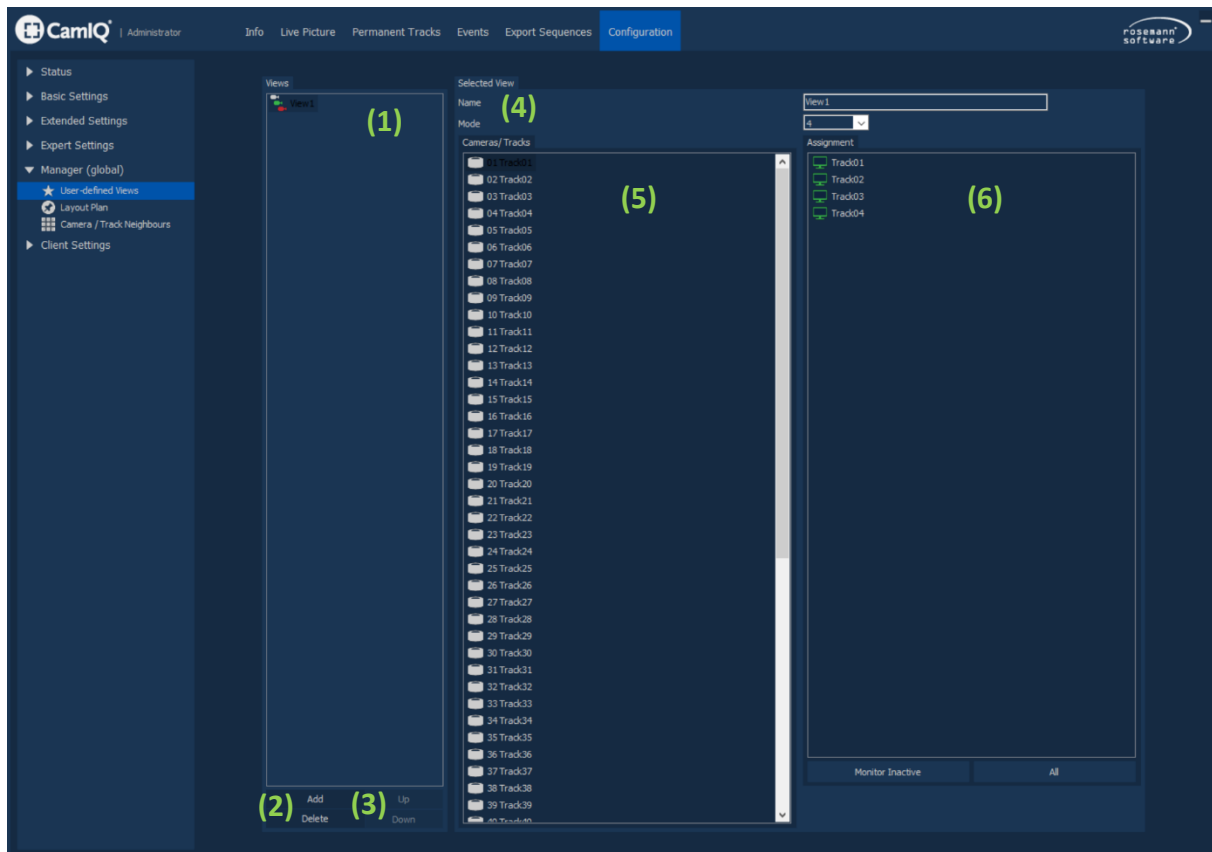 CamIQ | Administrator
Info Live Picture Permanent Tracks Events Export Sequences Configuration
rosemann software
Status
Basic Settings
Extended Settings
Expert Settings
Manager (global)
User-defined Views
Layout Plan
Camera / Track Neighbours
Client Settings
Views
View1
(1)
(2)
Add
Delete
(3)
Up
Down
Selected View
Name
(4)
View1
Mode
4
Cameras/Tracks
01 Track01
02 Track02
03 Track03
04 Track04
05 Track05
06 Track06
07 Track07
08 Track08
09 Track09
10 Track10
11 Track11
12 Track12
13 Track13
14 Track14
15 Track15
16 Track16
17 Track17
18 Track18
19 Track19
20 Track20
21 Track21
22 Track22
23 Track23
24 Track24
25 Track25
26 Track26
27 Track27
28 Track28
29 Track29
30 Track30
31 Track31
32 Track32
33 Track33
34 Track34
35 Track35
36 Track36
37 Track37
38 Track38
39 Track39
40 Track40
(5)
Assignment
Track01
Track02
Track03
Track04
(6)
Monitor Inactive
All